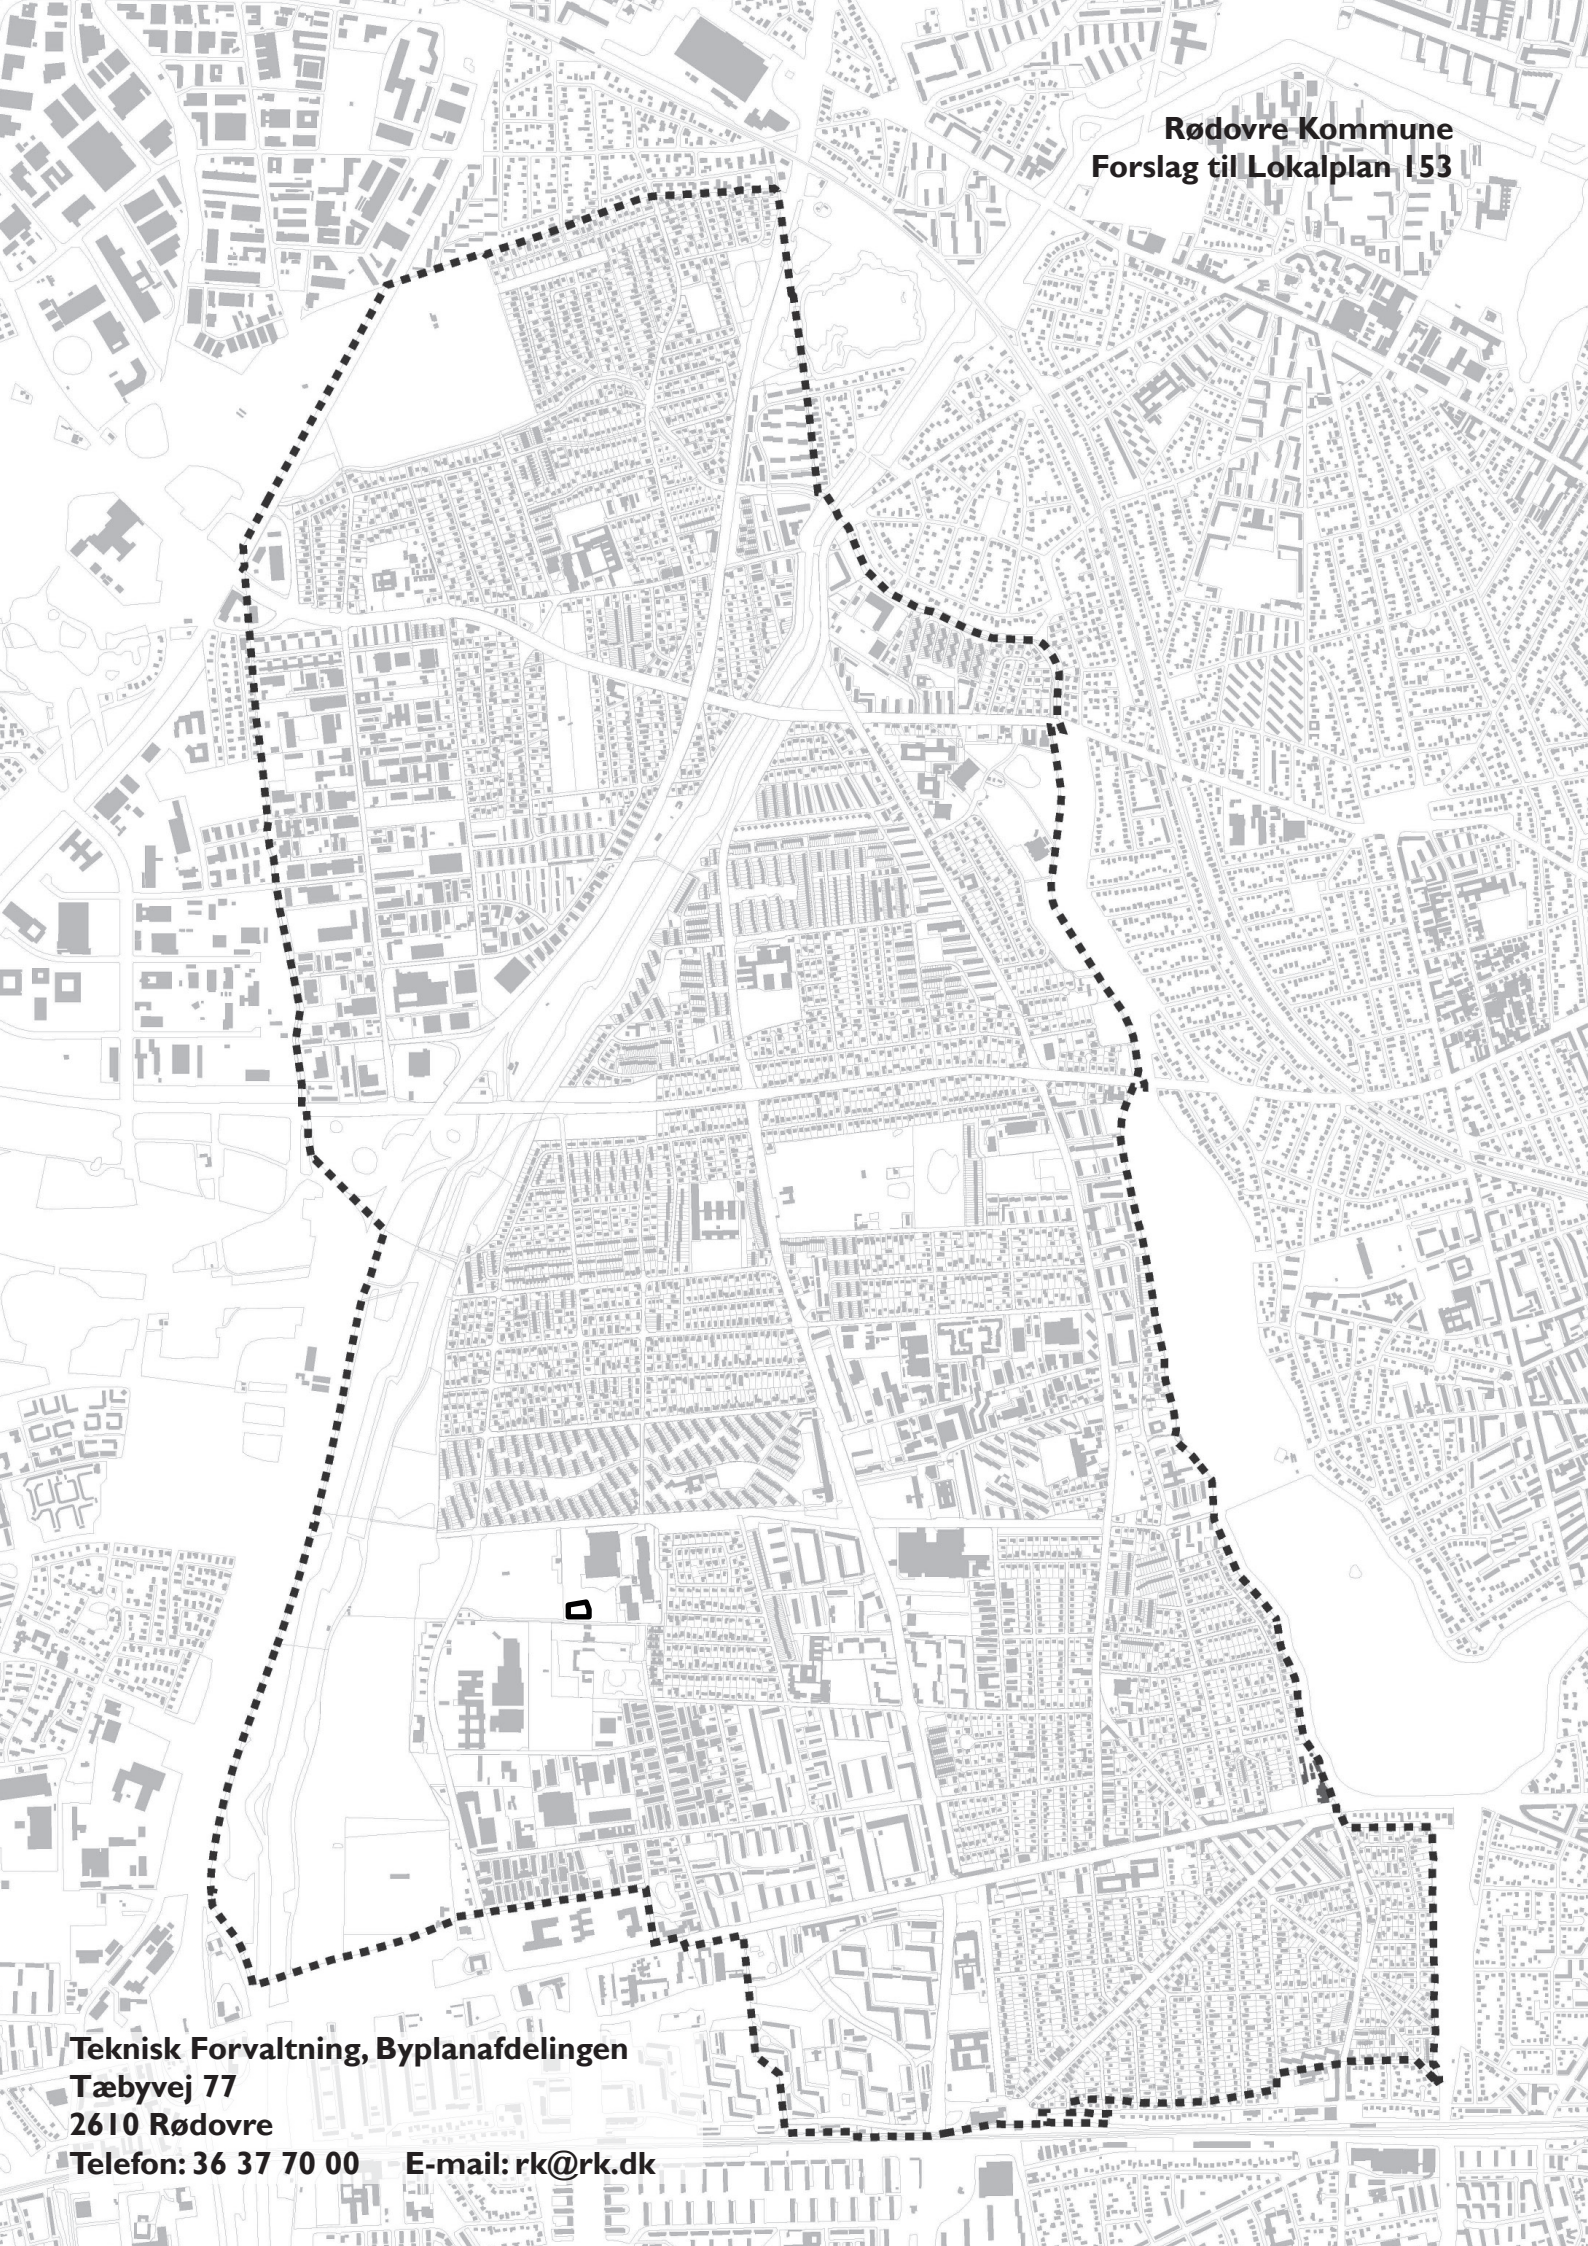 Rødovre Kommune
Forslag til Lokalplan 153
Teknisk Forvaltning, Byplanafdelingen
Tæbyvej 77
2610 Rødovre
Telefon: 36 37 70 00 E-mail: rk@rk.dk